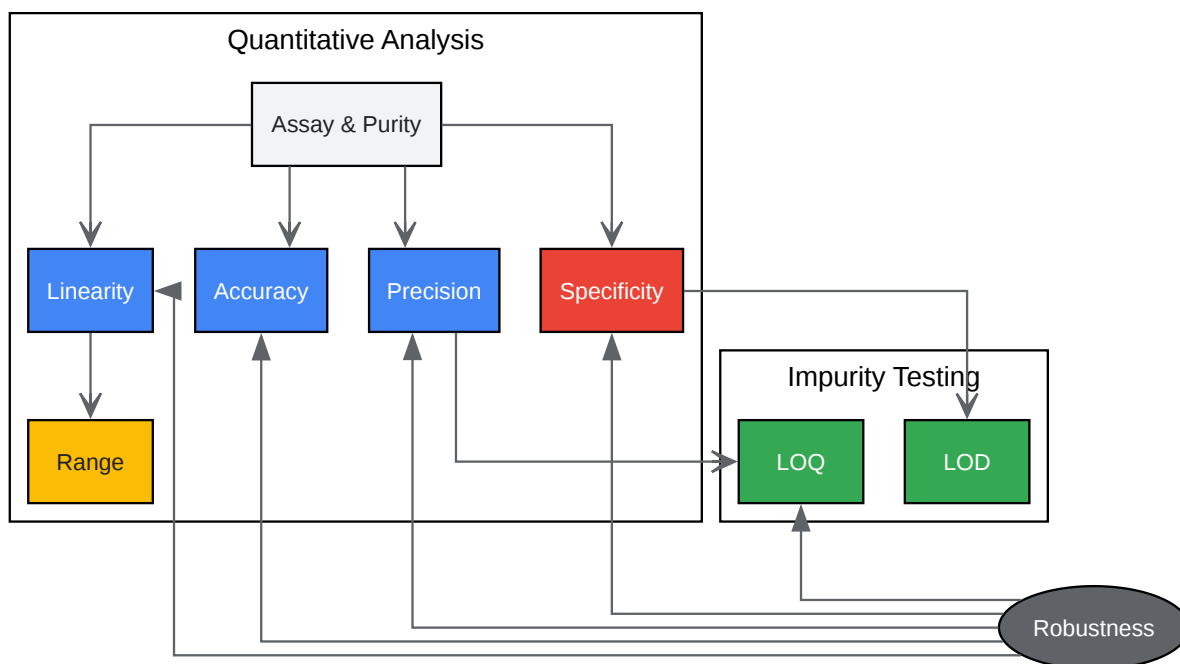 Quantitative Analysis
Assay & Purity
Linearity
Accuracy
Precision
Specificity
Impurity Testing
Range
LOQ
LOD
Robustness